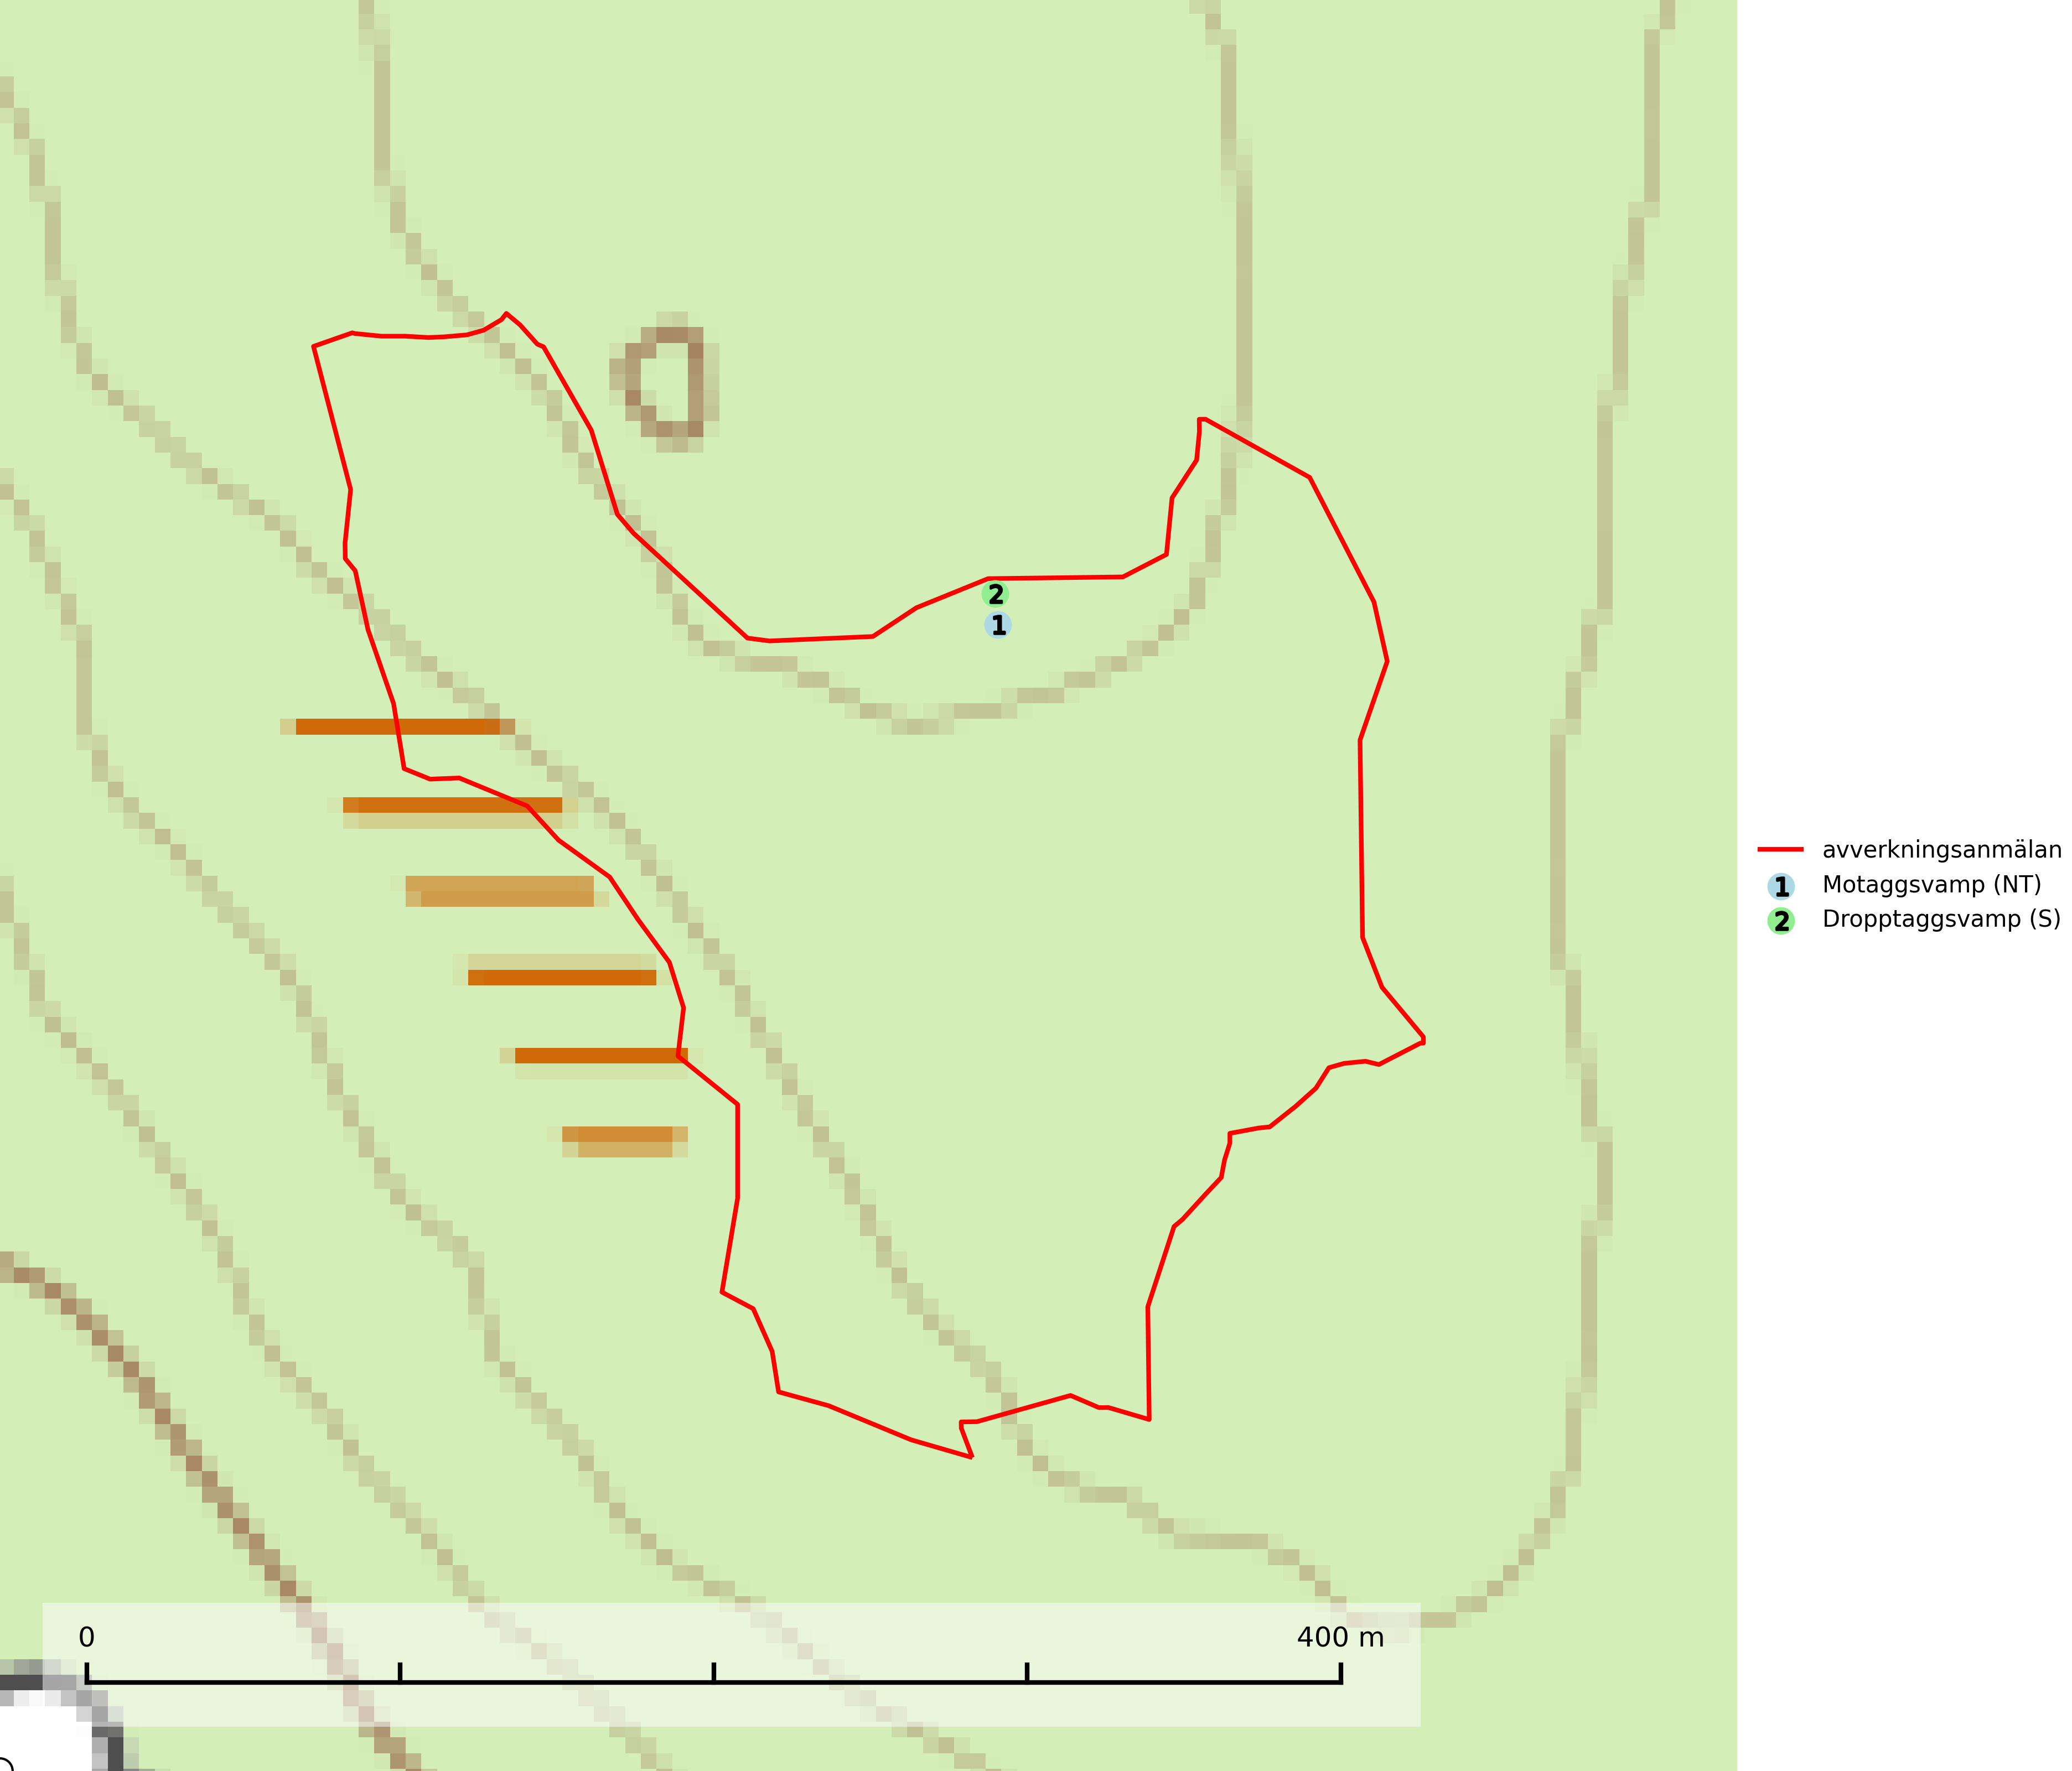 2
1
avverkningsanmälan
1 Motaggsvamp (NT)
2 Dropptaggsvamp (S)
0 400 m